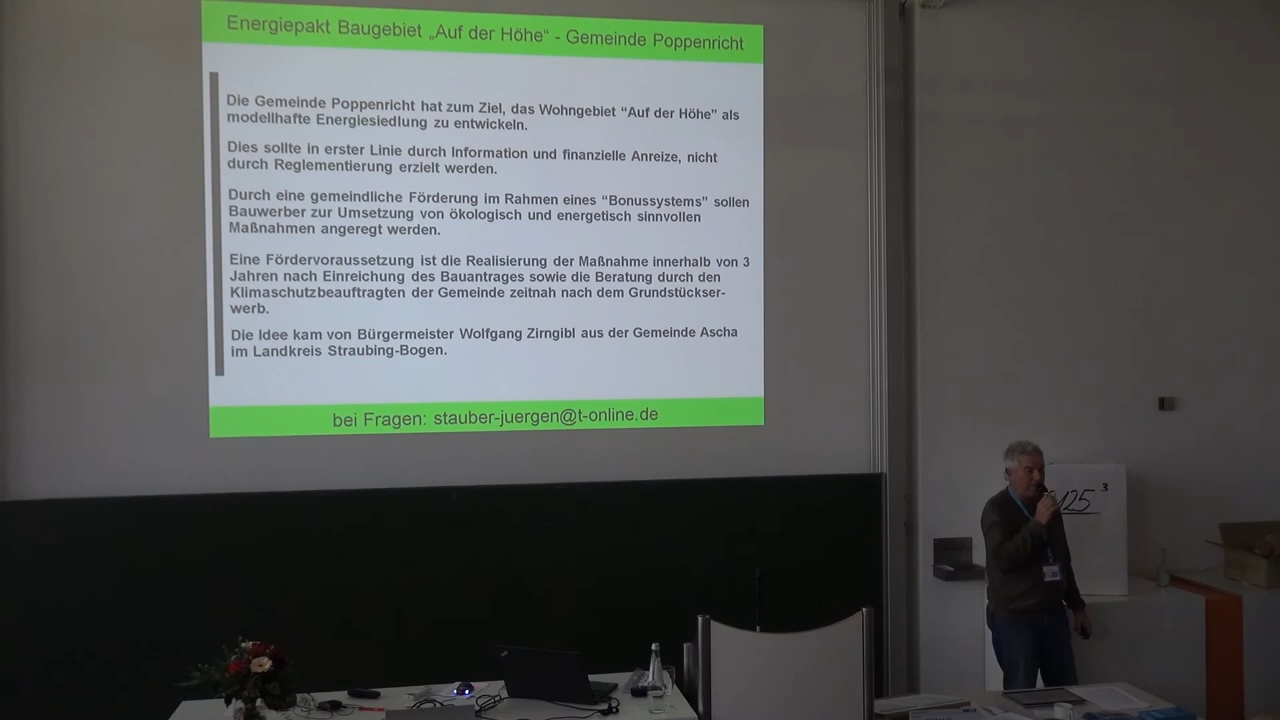 Energiepakt Baugebiet „Auf der Höhe“ - Gemeinde Poppenricht
Die Gemeinde Poppenricht hat zum Ziel, das Wohngebiet “Auf der Höhe” als
modellhafte Energiesiedlung zu entwickeln.
Dies sollte in erster Linie durch Information und finanzielle Anreize, nicht
durch Reglementierung erzielt werden.
Durch eine gemeindliche Förderung im Rahmen eines “Bonussystems” sollen
Bauwerber zur Umsetzung von ökologisch und energetisch sinnvollen
Maßnahmen angeregt werden.
Eine Fördervoraussetzung ist die Realisierung der Maßnahme innerhalb von 3
Jahren nach Einreichung des Bauantrages sowie die Beratung durch den
Klimaschutzbeauftragten der Gemeinde zeitnah nach dem Grundstückser-
werb.
Die Idee kam von Bürgermeister Wolfgang Zirngibl aus der Gemeinde Ascha
im Landkreis Straubing-Bogen.
bei Fragen: stauber-juergen@t-online.de